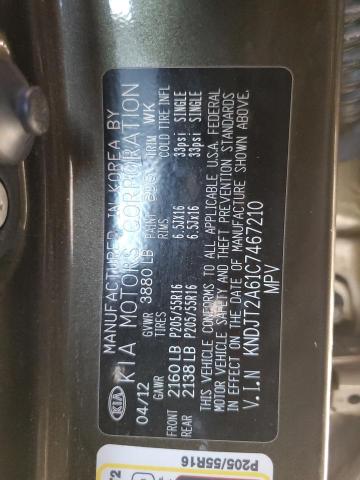 MANUFACTURED IN KOREA BY
KIA MOTORS CORPORATION
04/12 GVWR 3880 LB PAINT TRIM WK
GAWR TIRES RIMS COLD TIRE INFL
FRONT 2160 LB P205/55R16 6.5JX16 33psi SINGLE
REAR 2138 LB P205/55R16 6.5JX16 33psi SINGLE
THIS VEHICLE CONFORMS TO ALL APPLICABLE U.S.A. FEDERAL
MOTOR VEHICLE SAFETY AND THEFT PREVENTION STANDARDS
IN EFFECT ON THE DATE OF MANUFACTURE SHOWN ABOVE.
V.I.N KNDJT2A61C7467210
MPV
KIA
P205/55R16